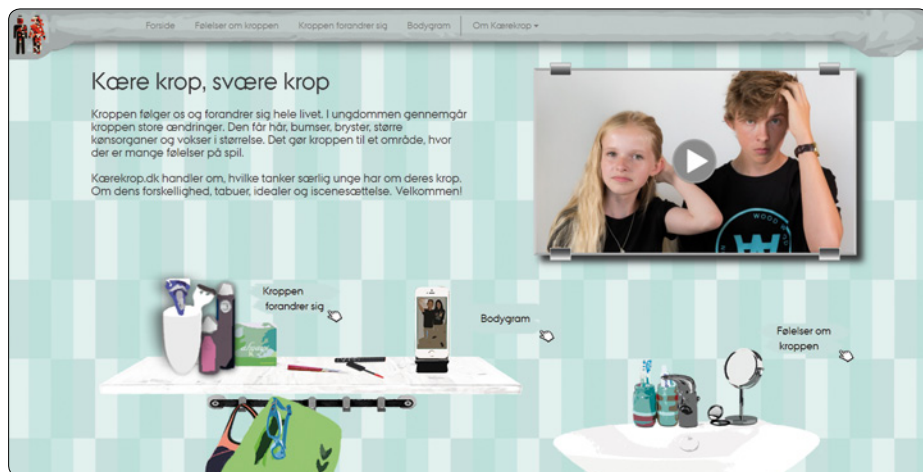 Forside Følelser om kroppen Kroppen forandrer sig Bodygram Om Kærekrop
Kære krop, svære krop
Kroppen følger os og forandrer sig hele livet. I ungdommen gennemgår
kroppen store ændringer. Den får hår, bumser, bryster, større
kønsorganer og vokser i størrelse. Det gør kroppen til et område, hvor
der er mange følelser på spil.
Kærekrop.dk handler om, hvilke tanker særlig unge har om deres krop.
Om dens forskellighed, tabuer, idealer og iscenesættelse. Velkommen!
WOOD WOOD
Kroppen
forandrer sig
Bodygram
Følelser om
kroppen